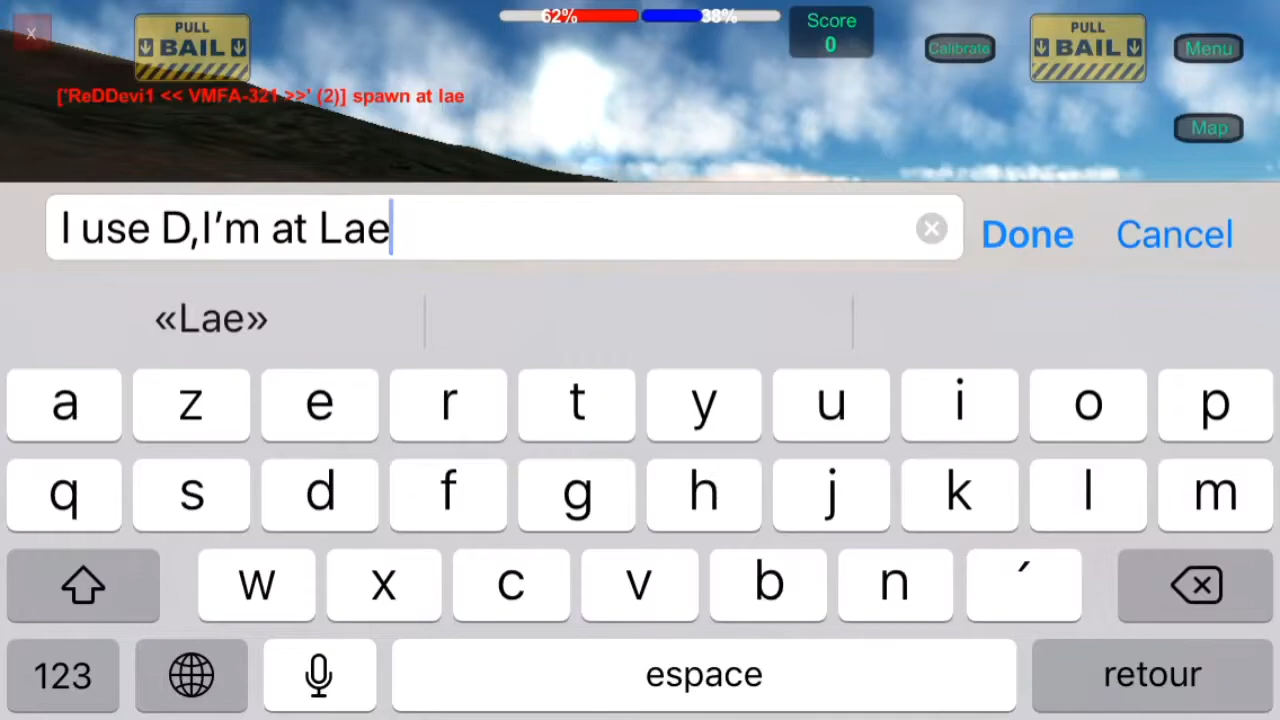 x
PULL
BAIL
62%
38%
Score
0
Calibrate
PULL
BAIL
Menu
Map
['ReDDevi1 << VMFA-321 >>' (2)] spawn at lae
I use D,I’m at Lae
Done
Cancel
«Lae»
a z e r t y u i o p
q s d f g h j k l m
w x c v b n ´
123
espace
retour